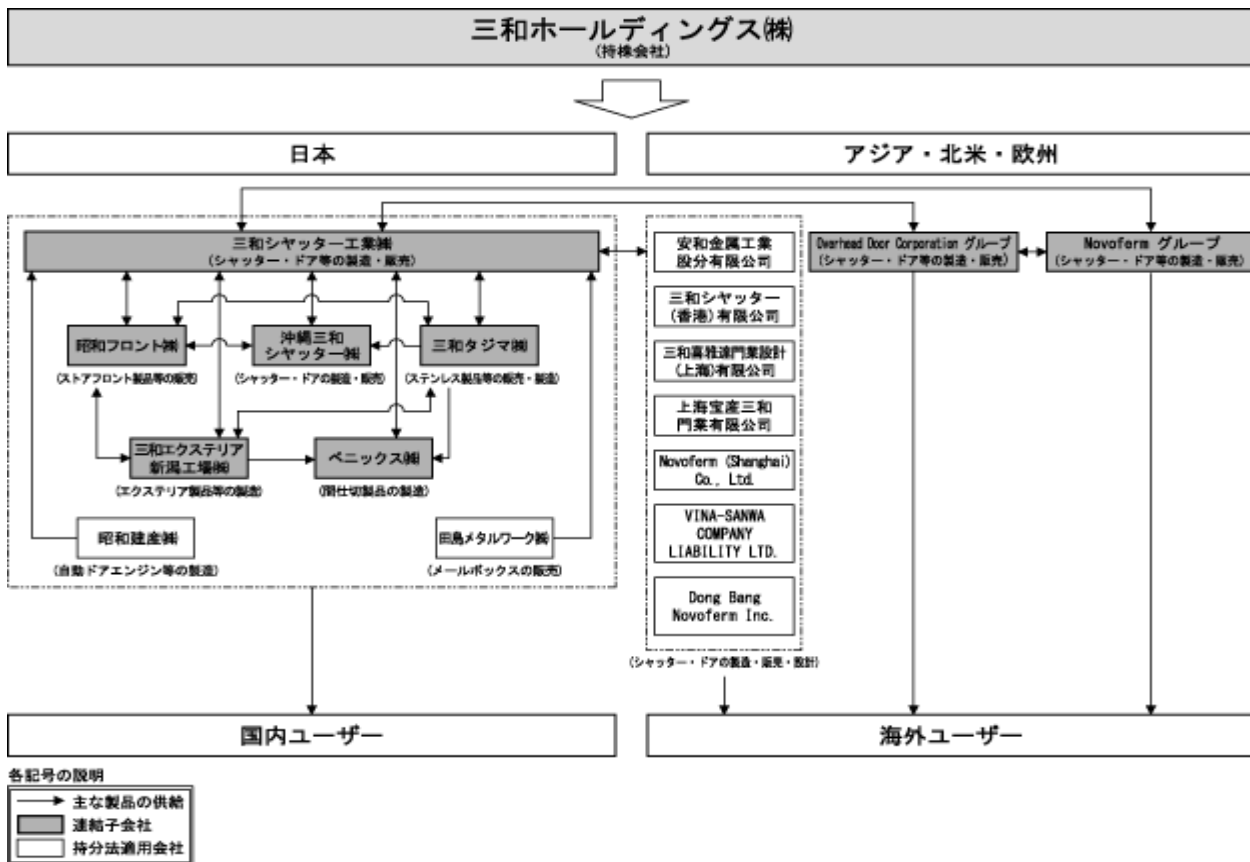 三和ホールディングス㈱
(持株会社)
日本
アジア・北米・欧州
三和シヤッター工業㈱
(シャッター・ドア等の製造・販売)
昭和フロント㈱
(ストアフロント製品等の販売)
沖縄三和
シヤッター㈱
(シャッター・ドアの製造・販売)
三和タジマ㈱
(ステンレス製品等の販売・製造)
三和エクステリア
新潟工場㈱
(エクステリア製品等の製造)
ベニックス㈱
(間仕切製品の製造)
昭和建産㈱
(自動ドアエンジン等の製造)
田島メタルワーク㈱
(メールボックスの販売)
安和金属工業
股分有限公司
三和シヤッター
(香港)有限公司
三和喜雅達門業設計
(上海)有限公司
上海宝産三和
門業有限公司
Novoferm (Shanghai)
Co., Ltd.
VINA-SANWA
COMPANY
LIABILITY LTD.
Dong Bang
Novoferm Inc.
(シャッター・ドアの製造・販売・設計)
Overhead Door Corporation グループ
(シャッター・ドア等の製造・販売)
Novoferm グループ
(シャッター・ドア等の製造・販売)
国内ユーザー
海外ユーザー
各記号の説明
主な製品の供給
連結子会社
持分法適用会社